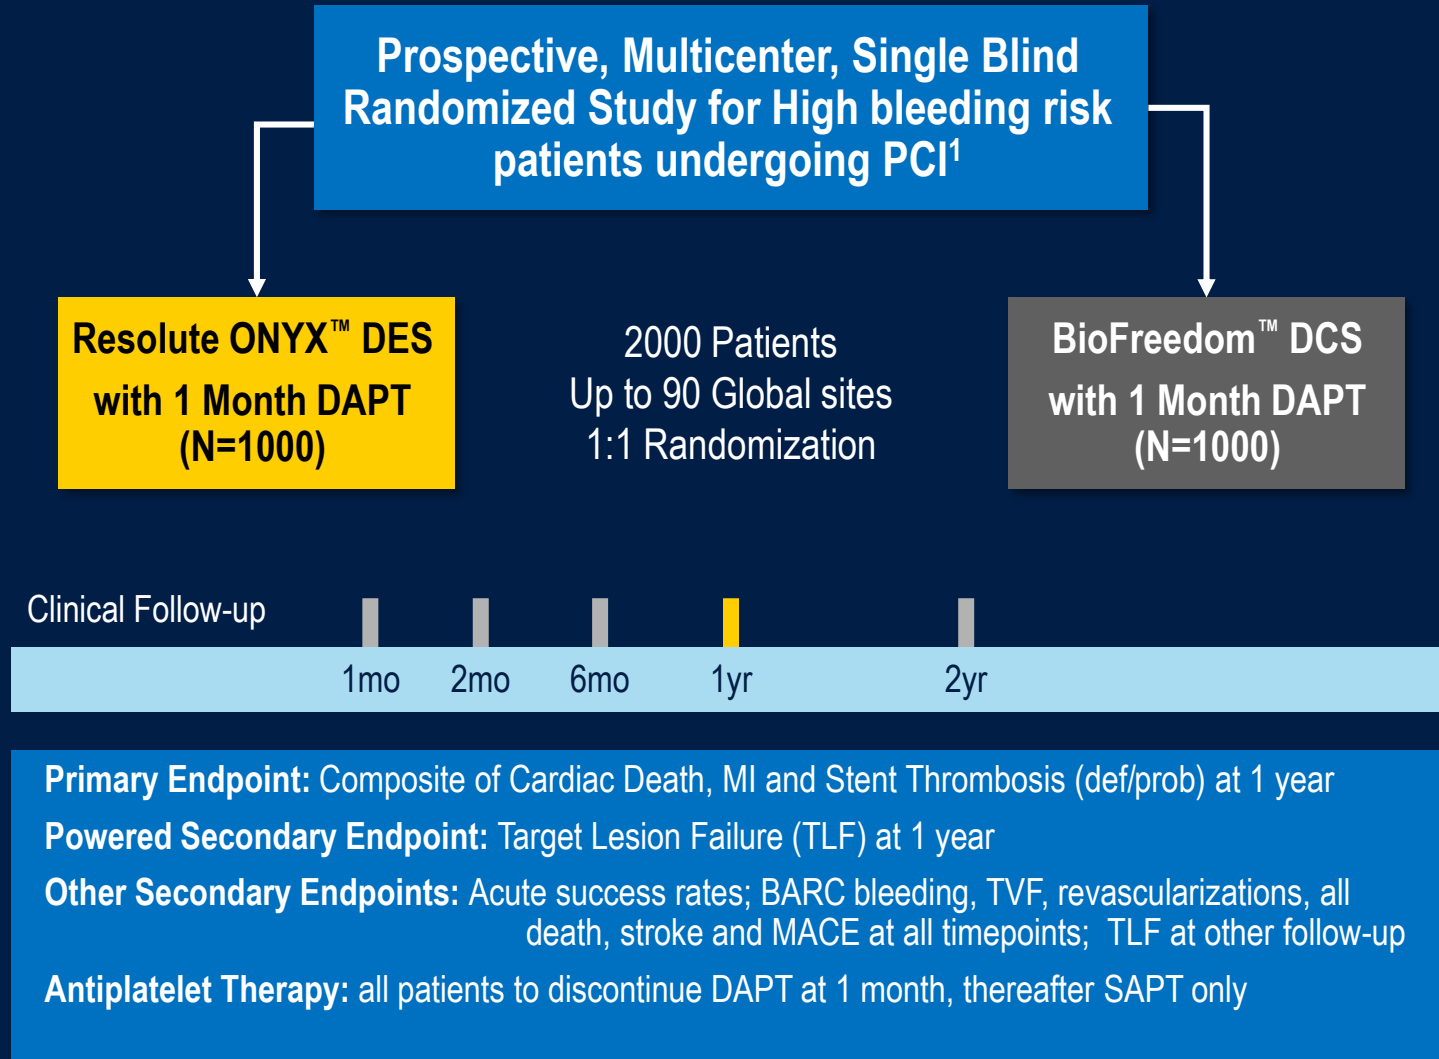 Prospective, Multicenter, Single Blind
Randomized Study for High bleeding risk
patients undergoing PCI¹
Resolute ONYX™ DES
with 1 Month DAPT
(N=1000)
2000 Patients
Up to 90 Global sites
1:1 Randomization
BioFreedom™ DCS
with 1 Month DAPT
(N=1000)
Clinical Follow-up
1mo 2mo 6mo 1yr 2yr
Primary Endpoint: Composite of Cardiac Death, MI and Stent Thrombosis (def/prob) at 1 year
Powered Secondary Endpoint: Target Lesion Failure (TLF) at 1 year
Other Secondary Endpoints: Acute success rates; BARC bleeding, TVF, revascularizations, all
death, stroke and MACE at all timepoints; TLF at other follow-up
Antiplatelet Therapy: all patients to discontinue DAPT at 1 month, thereafter SAPT only